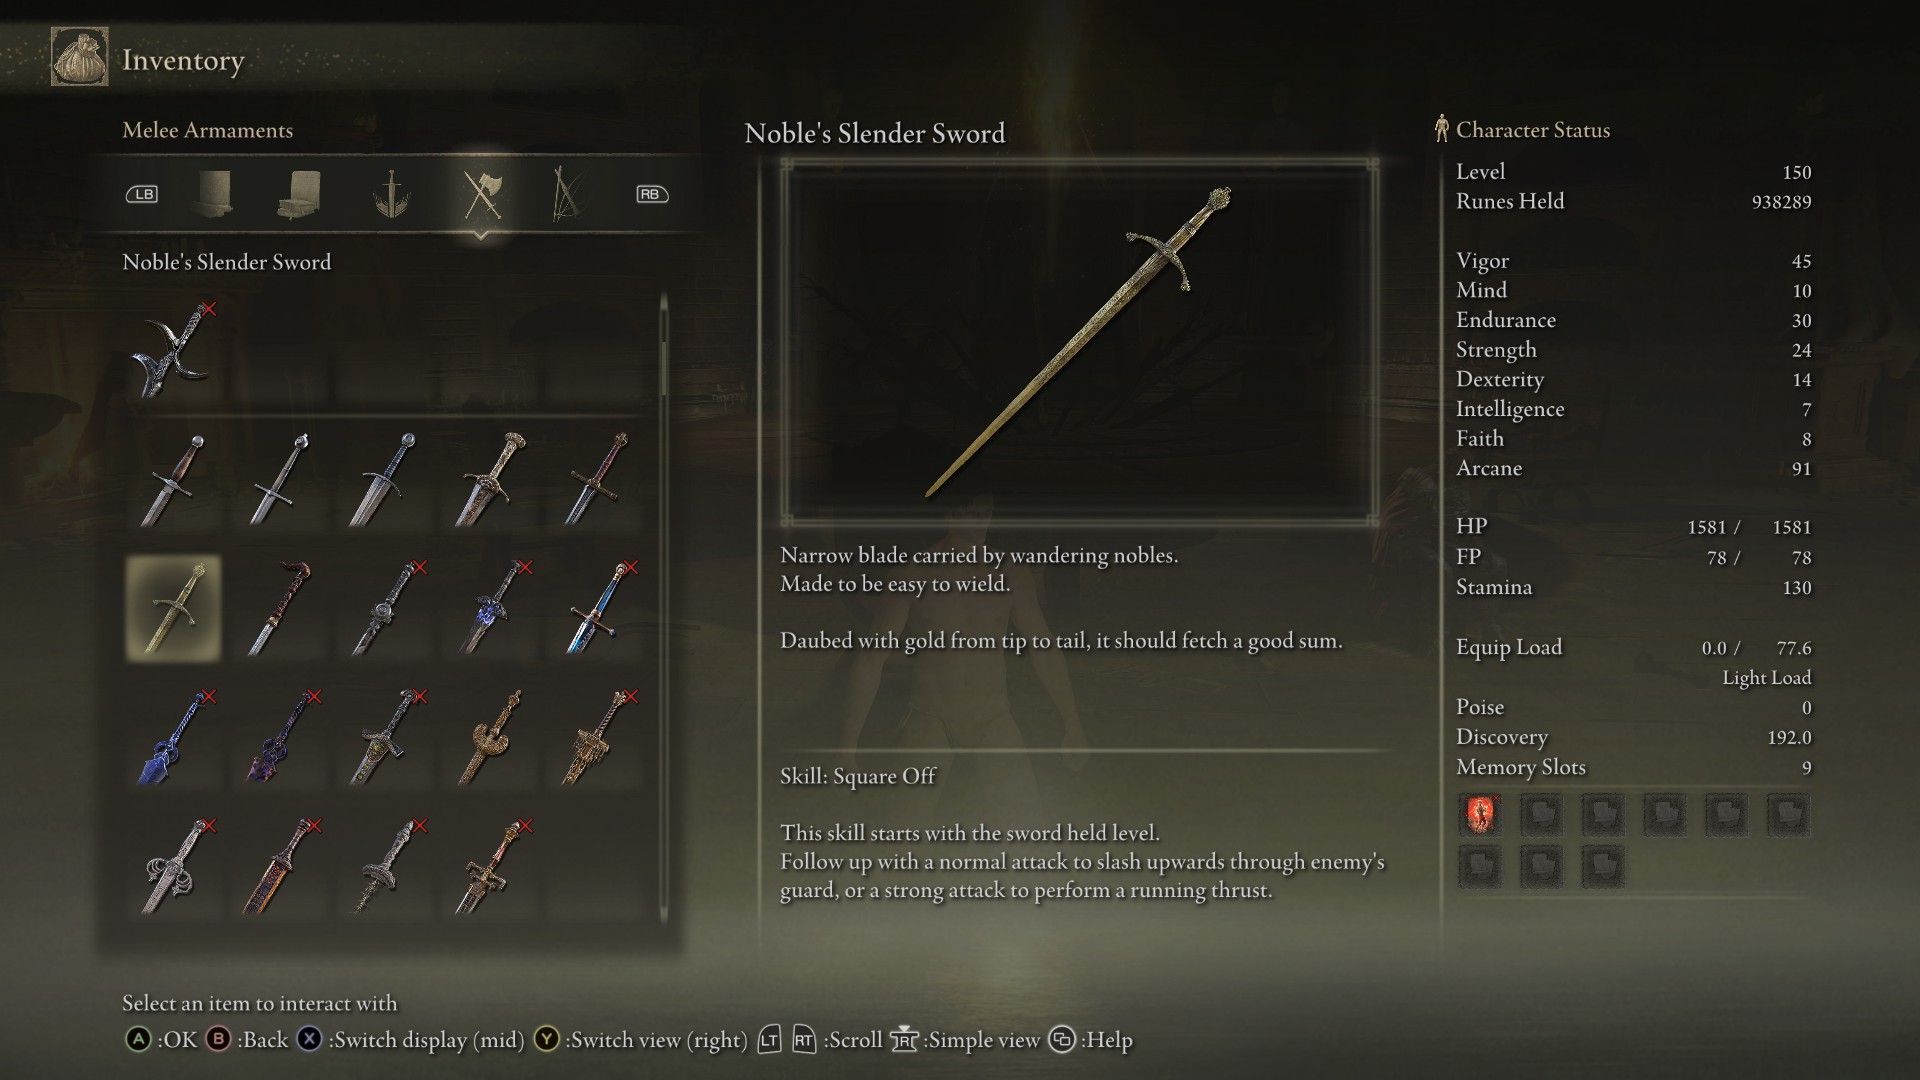 Inventory
Melee Armaments
LB
RB
Noble's Slender Sword
Noble's Slender Sword
Narrow blade carried by wandering nobles.
Made to be easy to wield.
Daubed with gold from tip to tail, it should fetch a good sum.
Skill: Square Off
This skill starts with the sword held level.
Follow up with a normal attack to slash upwards through enemy's
guard, or a strong attack to perform a running thrust.
Character Status
Level 150
Runes Held 938289
Vigor 45
Mind 10
Endurance 30
Strength 24
Dexterity 14
Intelligence 7
Faith 8
Arcane 91
HP 1581 / 1581
FP 78 / 78
Stamina 130
Equip Load 0.0 / 77.6
Light Load
Poise 0
Discovery 192.0
Memory Slots 9
Select an item to interact with
A :OK B :Back X :Switch display (mid) Y :Switch view (right) LT RT :Scroll R :Simple view :Help